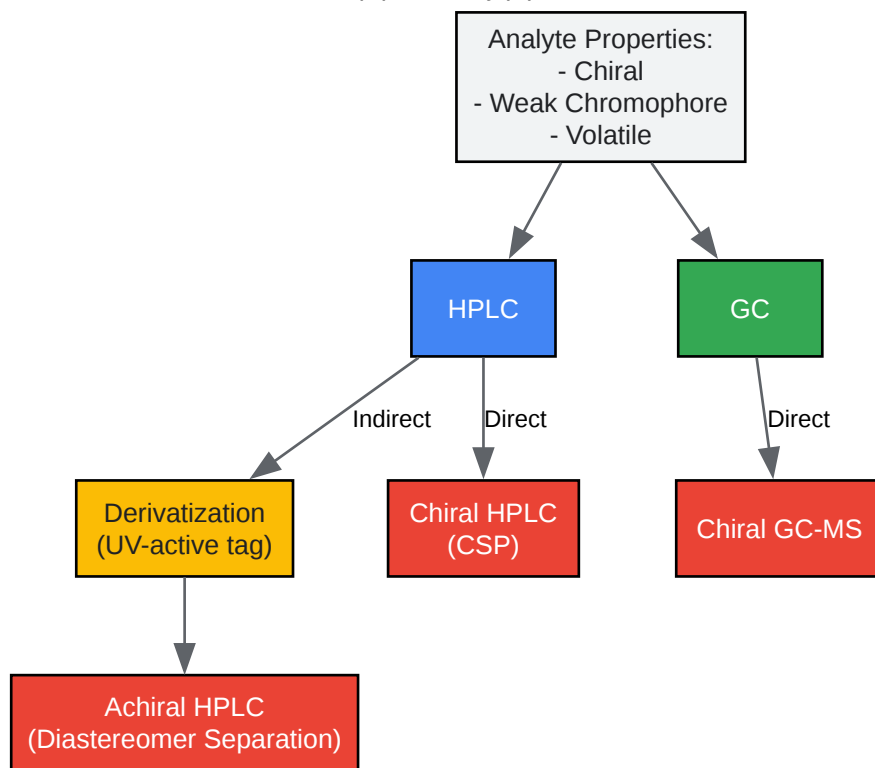 Analyte Properties:
- Chiral
- Weak Chromophore
- Volatile
HPLC
GC
Indirect
Direct
Direct
Derivatization
(UV-active tag)
Chiral HPLC
(CSP)
Chiral GC-MS
Achiral HPLC
(Diastereomer Separation)